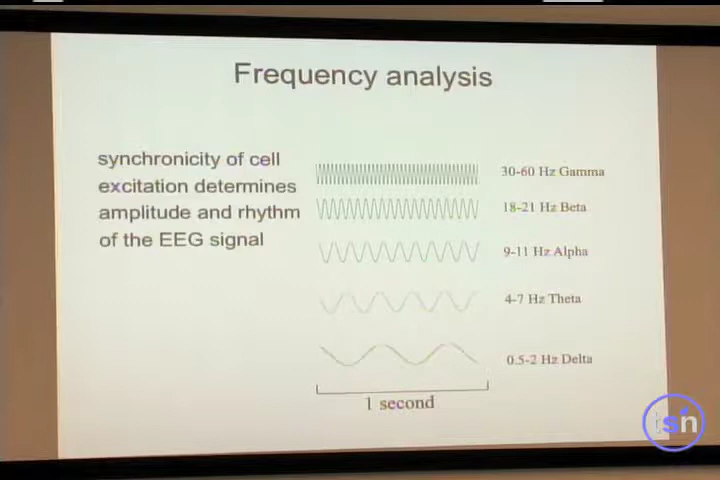 Frequency analysis
synchronicity of cell
excitation determines
amplitude and rhythm
of the EEG signal
30-60 Hz Gamma
18-21 Hz Beta
9-11 Hz Alpha
4-7 Hz Theta
0.5-2 Hz Delta
1 second
isn